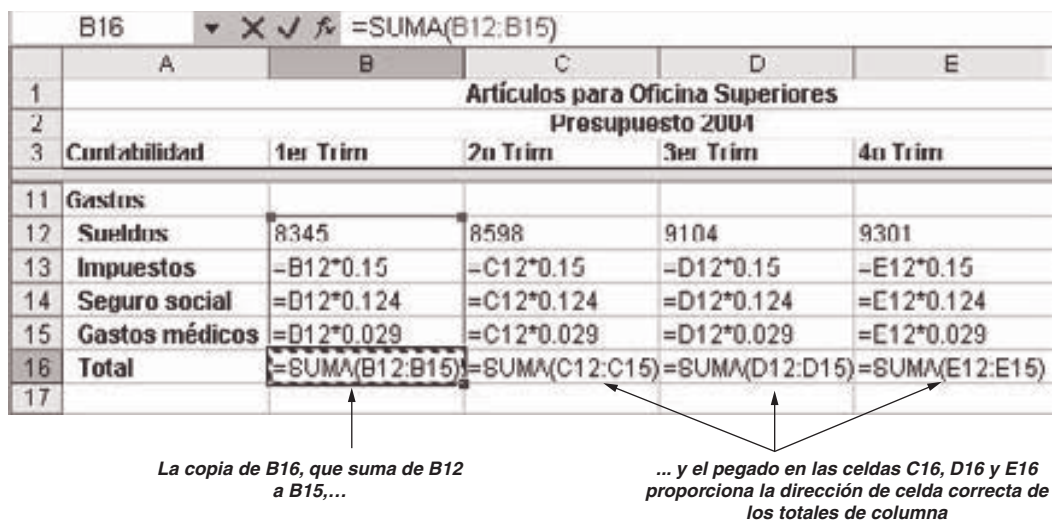 B16 =SUMA(B12:B15)
A B C D E
1 Artículos para Oficina Superiores
2 Presupuesto 2004
3 Contabilidad 1er Trim 2o Trim 3er Trim 4o Trim
11 Gastos
12 Sueldos 8345 8598 9104 9301
13 Impuestos =B12*0.15 =C12*0.15 =D12*0.15 =E12*0.15
14 Seguro social =B12*0.124 =C12*0.124 =D12*0.124 =E12*0.124
15 Gastos médicos =B12*0.029 =C12*0.029 =D12*0.029 =E12*0.029
16 Total =SUMA(B12:B15) =SUMA(C12:C15) =SUMA(D12:D15) =SUMA(E12:E15)
17
La copia de B16, que suma de B12
a B15,…
... y el pegado en las celdas C16, D16 y E16
proporciona la dirección de celda correcta de
los totales de columna